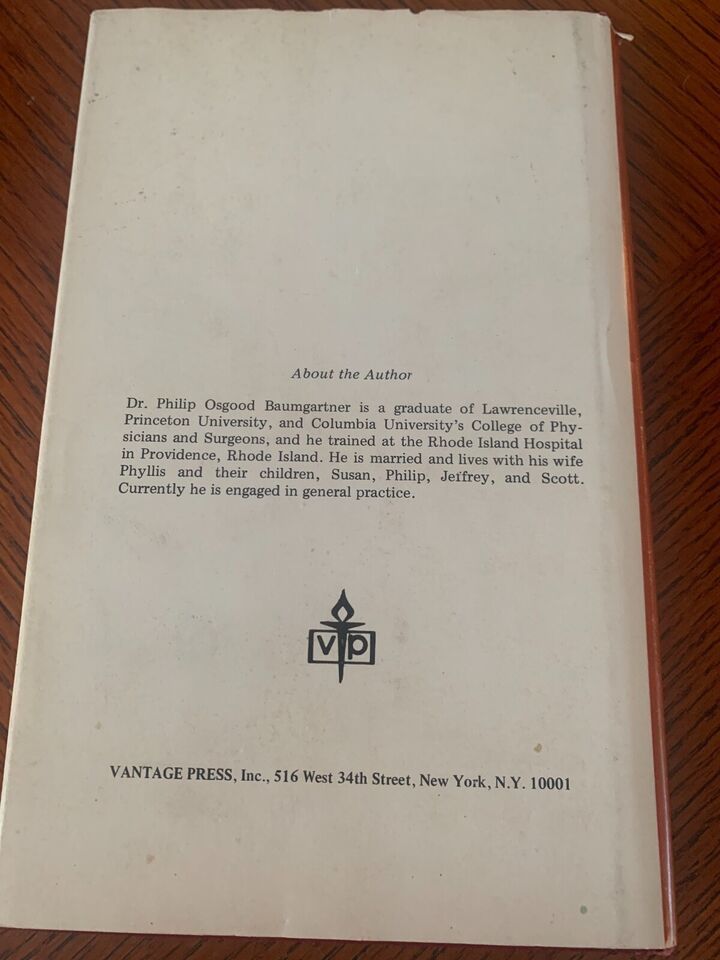 About the Author
Dr. Philip Osgood Baumgartner is a graduate of Lawrenceville,
Princeton University, and Columbia University's College of Phy-
sicians and Surgeons, and he trained at the Rhode Island Hospital
in Providence, Rhode Island. He is married and lives with his wife
Phyllis and their children, Susan, Philip, Jeffrey, and Scott.
Currently he is engaged in general practice.
vp
VANTAGE PRESS, Inc., 516 West 34th Street, New York, N.Y. 10001